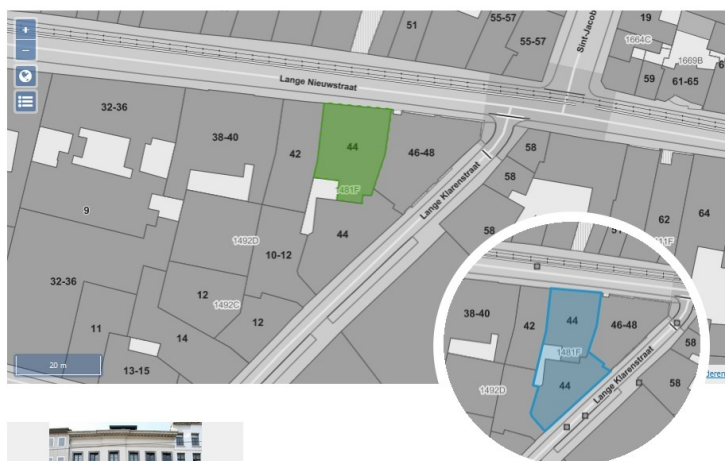 +
−
51
55-57
55-57
Sint-Jacob
19
1664C
1669B
59
61-65
Lange Nieuwstraat
32-36
38-40
42
44
46-48
1481F
Lange Klarenstraat
58
58
58
62
64
9
44
1492D
10-12
32-36
12
1492C
12
11
14
13-15
20 m
38-40
42
44
46-48
1481F
44
Lange Klarenstraat
58
58
1492D